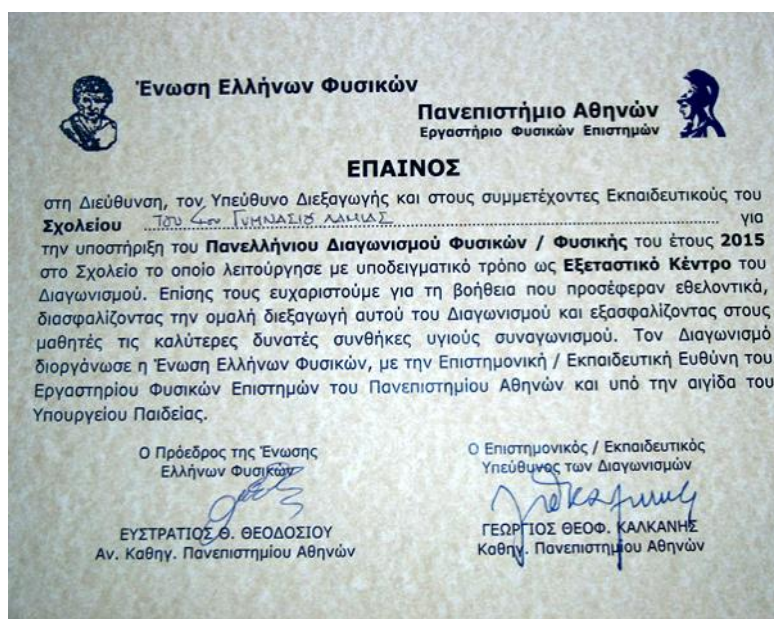 Ένωση Ελλήνων Φυσικών
Πανεπιστήμιο Αθηνών
Εργαστήριο Φυσικών Επιστημών
ΕΠΑΙΝΟΣ
στη Διεύθυνση, τον Υπεύθυνο Διεξαγωγής και στους συμμετέχοντες Εκπαιδευτικούς του
Σχολείου του 4ου Γυμνασίου Λαμίας για
την υποστήριξη του Πανελλήνιου Διαγωνισμού Φυσικών / Φυσικής του έτους 2015
στο Σχολείο το οποίο λειτούργησε με υποδειγματικό τρόπο ως Εξεταστικό Κέντρο του
Διαγωνισμού. Επίσης τους ευχαριστούμε για τη βοήθεια που προσέφεραν εθελοντικά,
διασφαλίζοντας την ομαλή διεξαγωγή αυτού του Διαγωνισμού και εξασφαλίζοντας στους
μαθητές τις καλύτερες δυνατές συνθήκες υγιούς συναγωνισμού. Τον Διαγωνισμό
διοργάνωσε η Ένωση Ελλήνων Φυσικών, με την Επιστημονική / Εκπαιδευτική Ευθύνη του
Εργαστηρίου Φυσικών Επιστημών του Πανεπιστημίου Αθηνών και υπό την αιγίδα του
Υπουργείου Παιδείας.
Ο Πρόεδρος της Ένωσης
Ελλήνων Φυσικών
ΕΥΣΤΡΑΤΙΟΣ Θ. ΘΕΟΔΟΣΙΟΥ
Αν. Καθηγ. Πανεπιστημίου Αθηνών
Ο Επιστημονικός / Εκπαιδευτικός
Υπεύθυνος των Διαγωνισμών
ΓΕΩΡΓΙΟΣ ΘΕΟΦ. ΚΑΛΚΑΝΗΣ
Καθηγ. Πανεπιστημίου Αθηνών